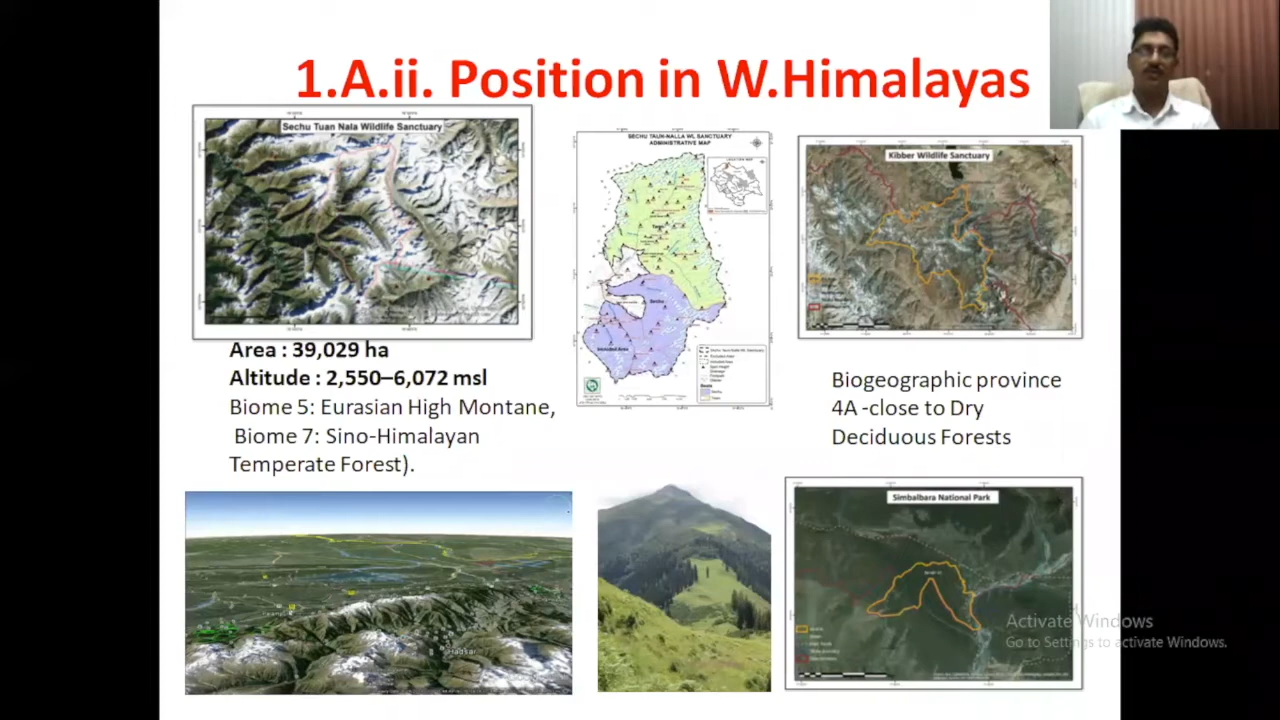 1.A.ii. Position in W.Himalayas
Sechu Tuan Nala Wildlife Sanctuary
SECHU TAUN-NALLA WL SANCTUARY
ADMINISTRATIVE MAP
LOCATION MAP
Sechu
Kibber Wildlife Sanctuary
Area : 39,029 ha
Altitude : 2,550–6,072 msl
Biome 5: Eurasian High Montane,
Biome 7: Sino-Himalayan
Temperate Forest).
Biogeographic province
4A -close to Dry
Deciduous Forests
Simbalbara National Park
Activate Windows
Go to Settings to activate Windows.